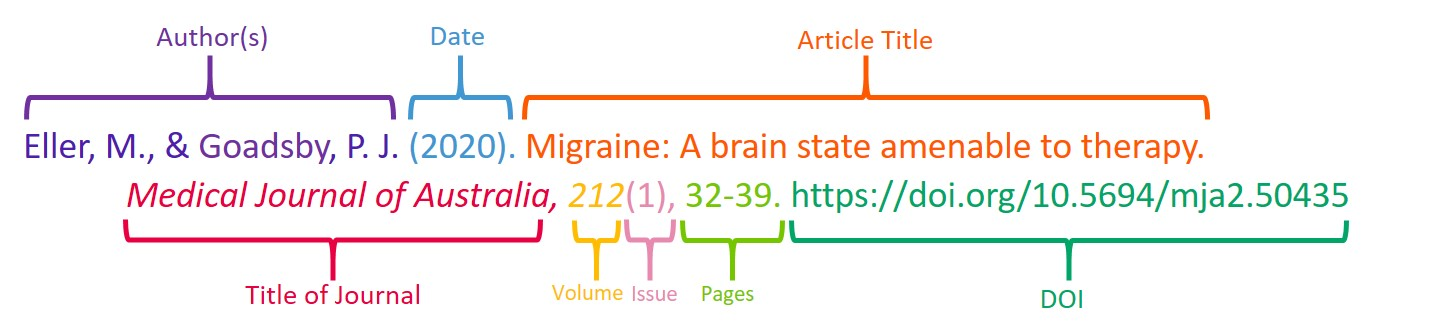 Author(s) Date Article Title
Eller, M., & Goadsby, P. J. (2020). Migraine: A brain state amenable to therapy.
Medical Journal of Australia, 212(1), 32-39. https://doi.org/10.5694/mja2.50435
Title of Journal Volume Issue Pages DOI